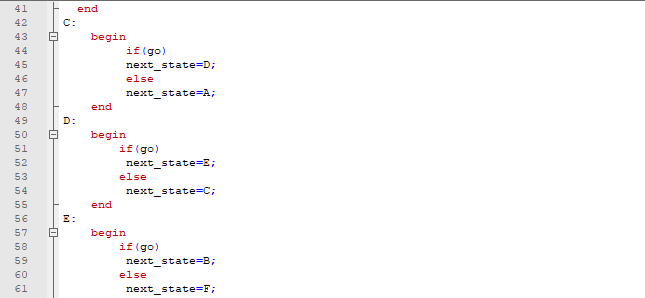 41 end
42 C:
43 begin
44 if(go)
45 next_state=D;
46 else
47 next_state=A;
48 end
49 D:
50 begin
51 if(go)
52 next_state=E;
53 else
54 next_state=C;
55 end
56 E:
57 begin
58 if(go)
59 next_state=B;
60 else
61 next_state=F;